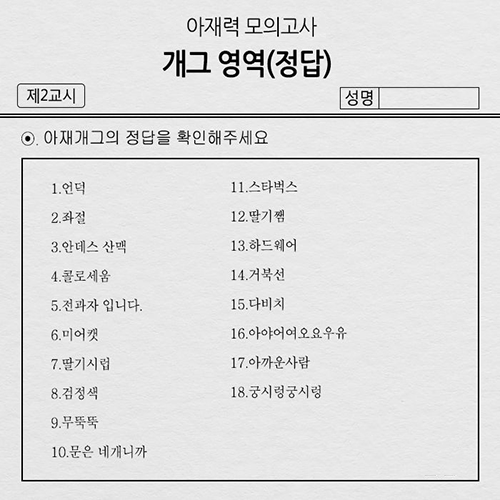 아재력 모의고사
개그 영역(정답)
제2교시
성명
⦿. 아재개그의 정답을 확인해주세요
1.언덕
2.좌절
3.안데스 산맥
4.콜로세움
5.전과자 입니다.
6.미어캣
7.딸기시럽
8.검정색
9.무뚝뚝
10.문은 네개니까
11.스타벅스
12.딸기쨈
13.하드웨어
14.거북선
15.다비치
16.아야어여오요우유
17.아까운사람
18.궁시렁궁시렁